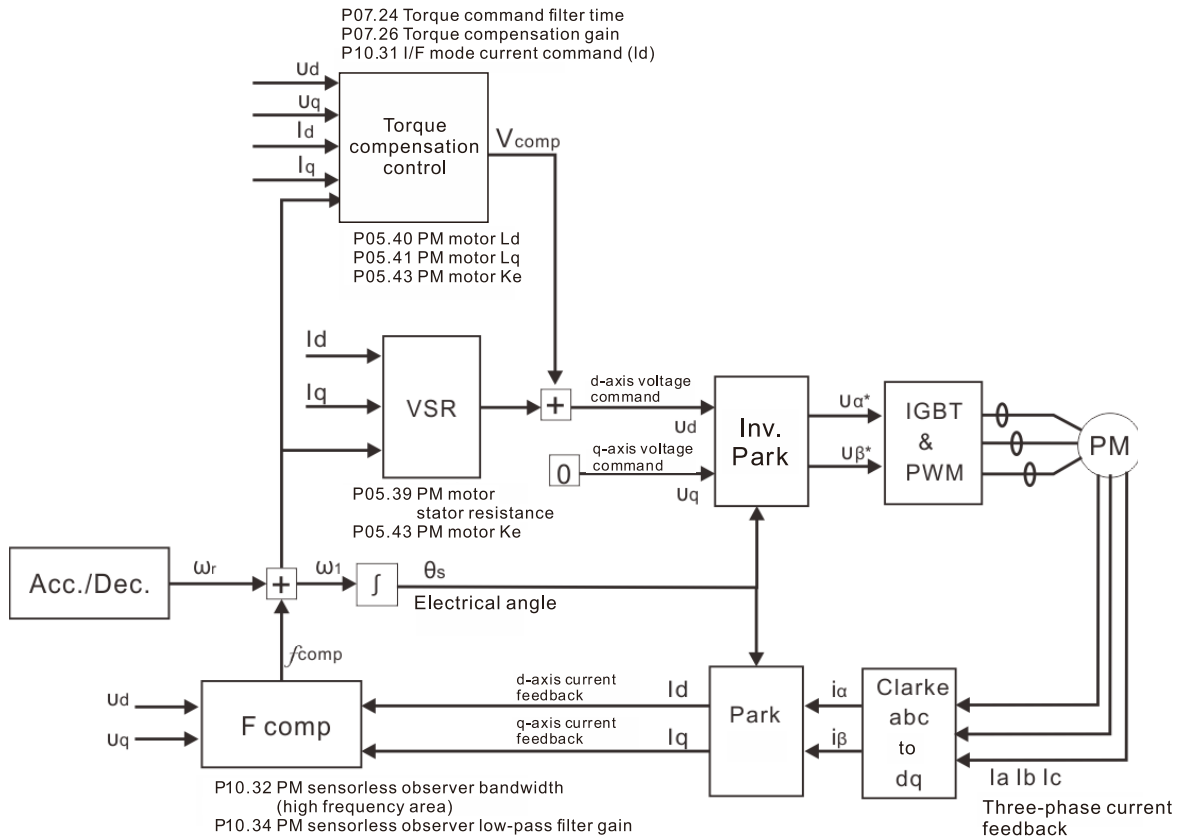 P07.24 Torque command filter time
P07.26 Torque compensation gain
P10.31 I/F mode current command (Id)
Ud
Uq
Id
Iq
Torque
compensation
control
Vcomp
P05.40 PM motor Ld
P05.41 PM motor Lq
P05.43 PM motor Ke
Id
Iq
VSR
+
d-axis voltage
command
Ud
q-axis voltage
command
0
Uq
Inv.
Park
Uα*
Uβ*
IGBT
&
PWM
PM
P05.39 PM motor
stator resistance
P05.43 PM motor Ke
Acc./Dec.
ωr
+
ω1
∫
θs
Electrical angle
fcomp
Ud
Uq
F comp
d-axis current
feedback
q-axis current
feedback
Id
Iq
Park
iα
iβ
Clarke
abc
to
dq
Ia Ib Ic
Three-phase current
feedback
P10.32 PM sensorless observer bandwidth
(high frequency area)
P10.34 PM sensorless observer low-pass filter gain